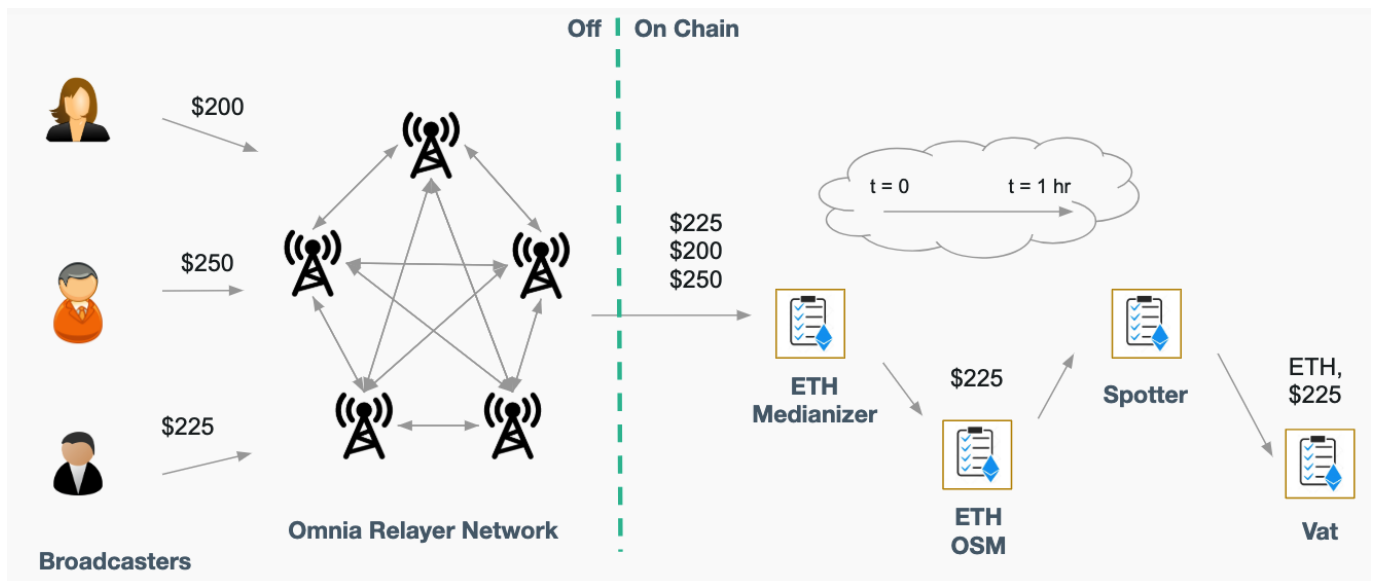 Off
On Chain
$200
$250
$225
Broadcasters
Omnia Relayer Network
$225
$200
$250
t = 0
t = 1 hr
ETH
Medianizer
$225
ETH
OSM
Spotter
ETH,
$225
Vat